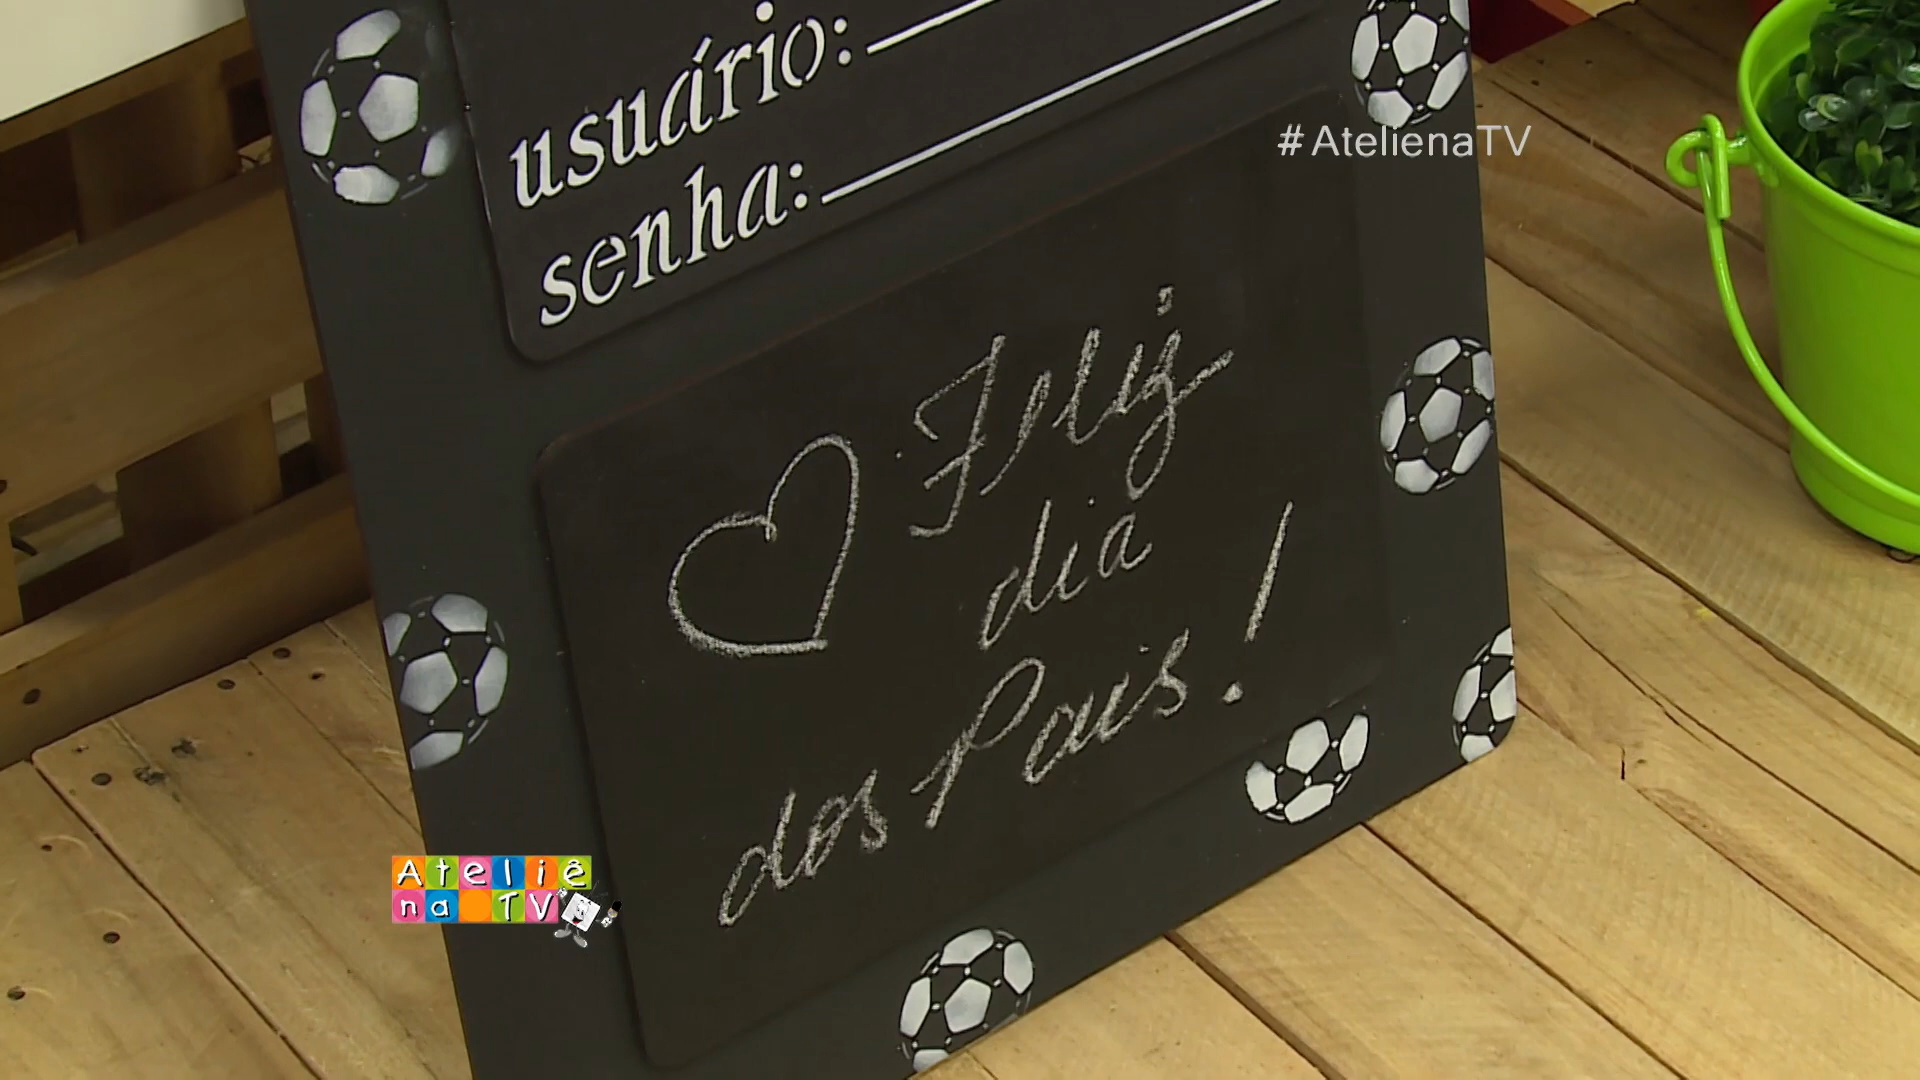 usuário:
senha:
#AtelienaTV
Feliz
dia
dos Pais!
Ateliê
na TV